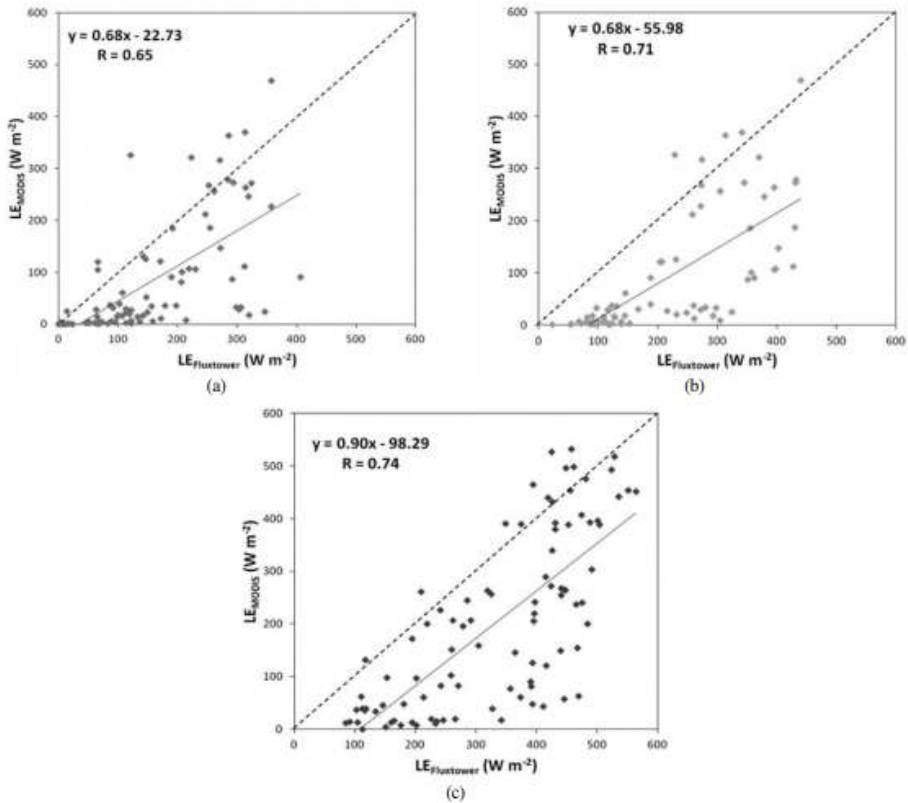 y = 0.68x - 22.73
R = 0.65
600
500
400
300
200
100
0
LE_MODIS (W m-2)
0 100 200 300 400 500 600
LE_Fluxtower (W m-2)
(a)
y = 0.68x - 55.98
R = 0.71
600
500
400
300
200
100
0
LE_MODIS (W m-2)
0 100 200 300 400 500 600
LE_Fluxtower (W m-2)
(b)
y = 0.90x - 98.29
R = 0.74
600
500
400
300
200
100
0
LE_MODIS (W m-2)
0 100 200 300 400 500 600
LE_Fluxtower (W m-2)
(c)